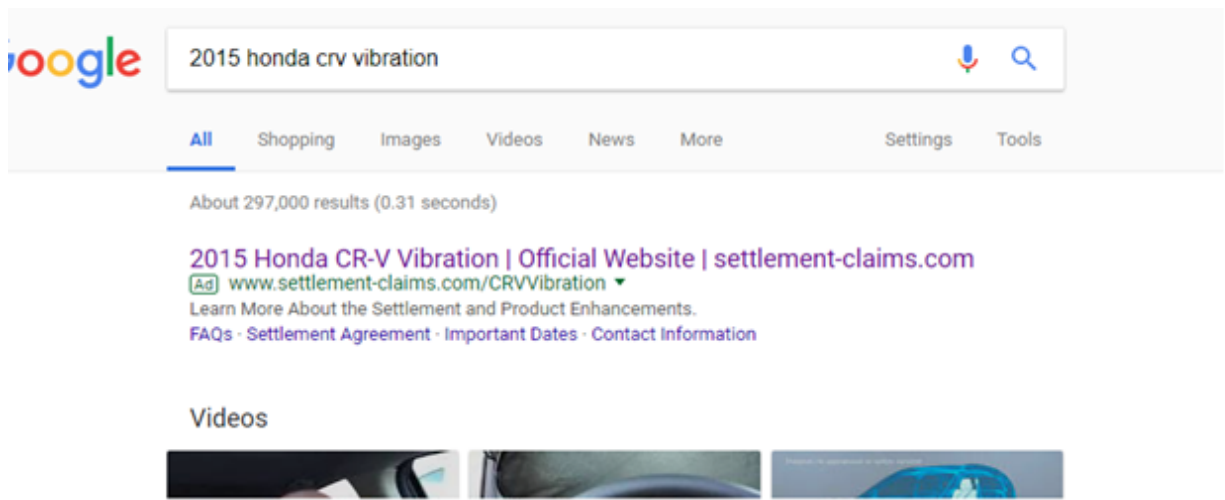 oogle
2015 honda crv vibration
All Shopping Images Videos News More Settings Tools
About 297,000 results (0.31 seconds)
2015 Honda CR-V Vibration | Official Website | settlement-claims.com
Ad www.settlement-claims.com/CRVVibration ▼
Learn More About the Settlement and Product Enhancements.
FAQs · Settlement Agreement · Important Dates · Contact Information
Videos